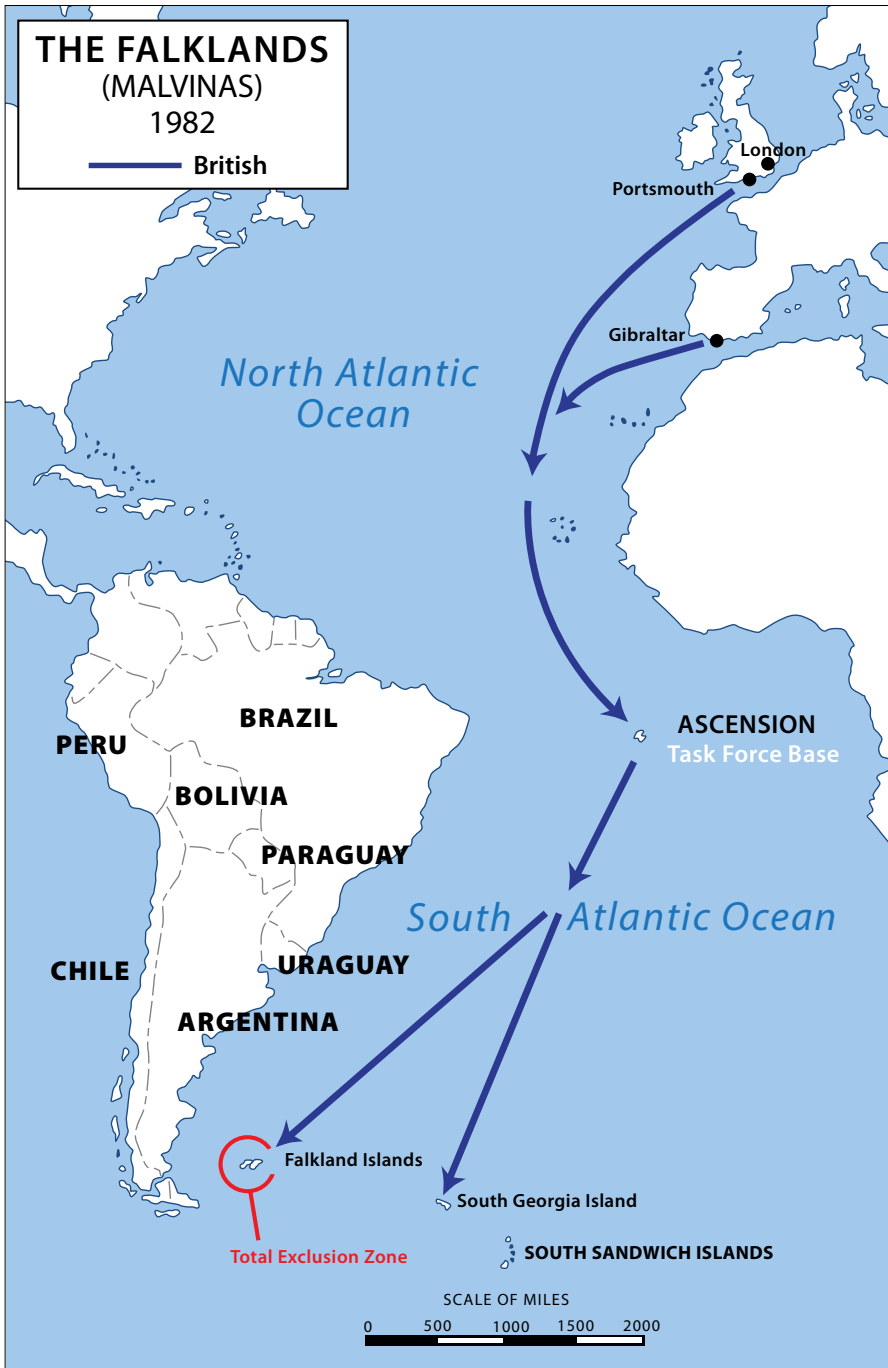 THE FALKLANDS
(MALVINAS)
1982
British
London
Portsmouth
Gibraltar
North Atlantic
Ocean
ASCENSION
Task Force Base
BRAZIL
PERU
BOLIVIA
PARAGUAY
South Atlantic Ocean
CHILE
URAGUAY
ARGENTINA
Falkland Islands
South Georgia Island
Total Exclusion Zone
SOUTH SANDWICH ISLANDS
SCALE OF MILES
0 500 1000 1500 2000